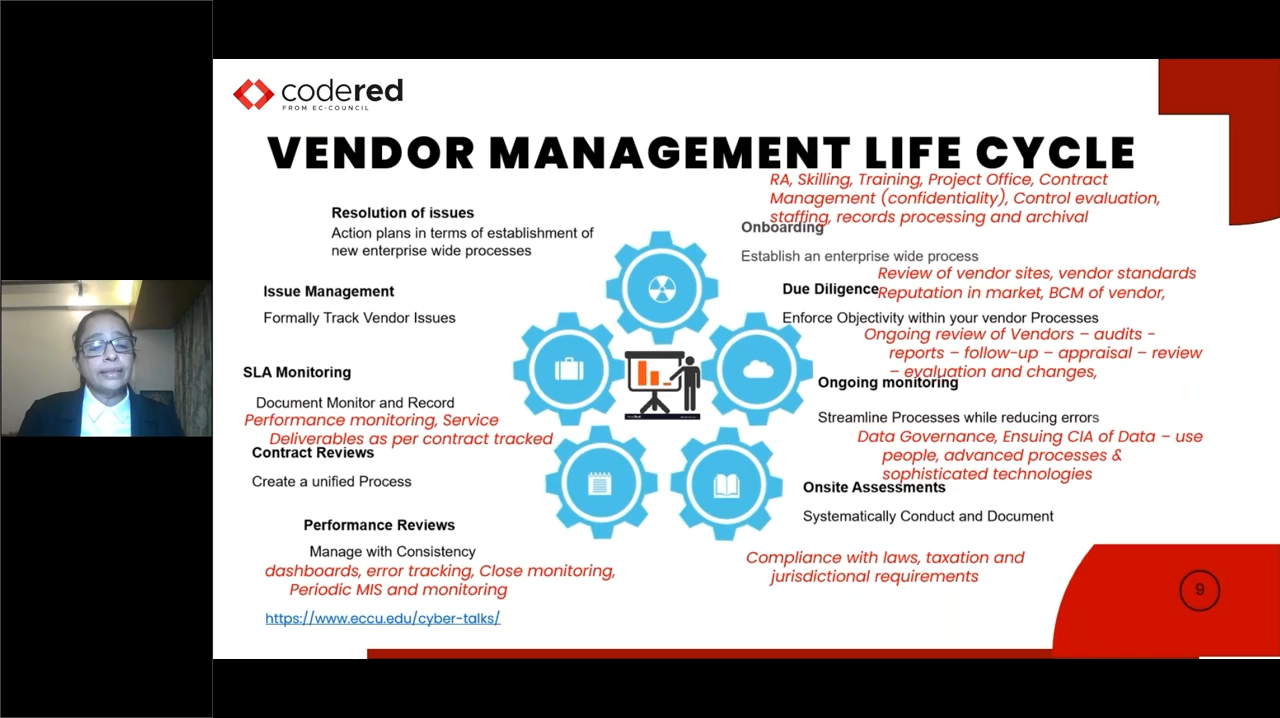 codered
FROM EC-COUNCIL
VENDOR MANAGEMENT LIFE CYCLE
RA, Skilling, Training, Project Office, Contract
Management (confidentiality), Control evaluation,
staffing, records processing and archival
Onboarding
Establish an enterprise wide process
Review of vendor sites, vendor standards
Due Diligence
Reputation in market, BCM of vendor,
Enforce Objectivity within your vendor Processes
Ongoing review of Vendors – audits -
reports – follow-up – appraisal – review
– evaluation and changes,
Ongoing monitoring
Streamline Processes while reducing errors
Data Governance, Ensuing CIA of Data – use
people, advanced processes &
sophisticated technologies
Onsite Assessments
Systematically Conduct and Document
Compliance with laws, taxation and
jurisdictional requirements
Resolution of issues
Action plans in terms of establishment of
new enterprise wide processes
Issue Management
Formally Track Vendor Issues
SLA Monitoring
Document Monitor and Record
Performance monitoring, Service
Deliverables as per contract tracked
Contract Reviews
Create a unified Process
Performance Reviews
Manage with Consistency
dashboards, error tracking, Close monitoring,
Periodic MIS and monitoring
https://www.eccu.edu/cyber-talks/
9